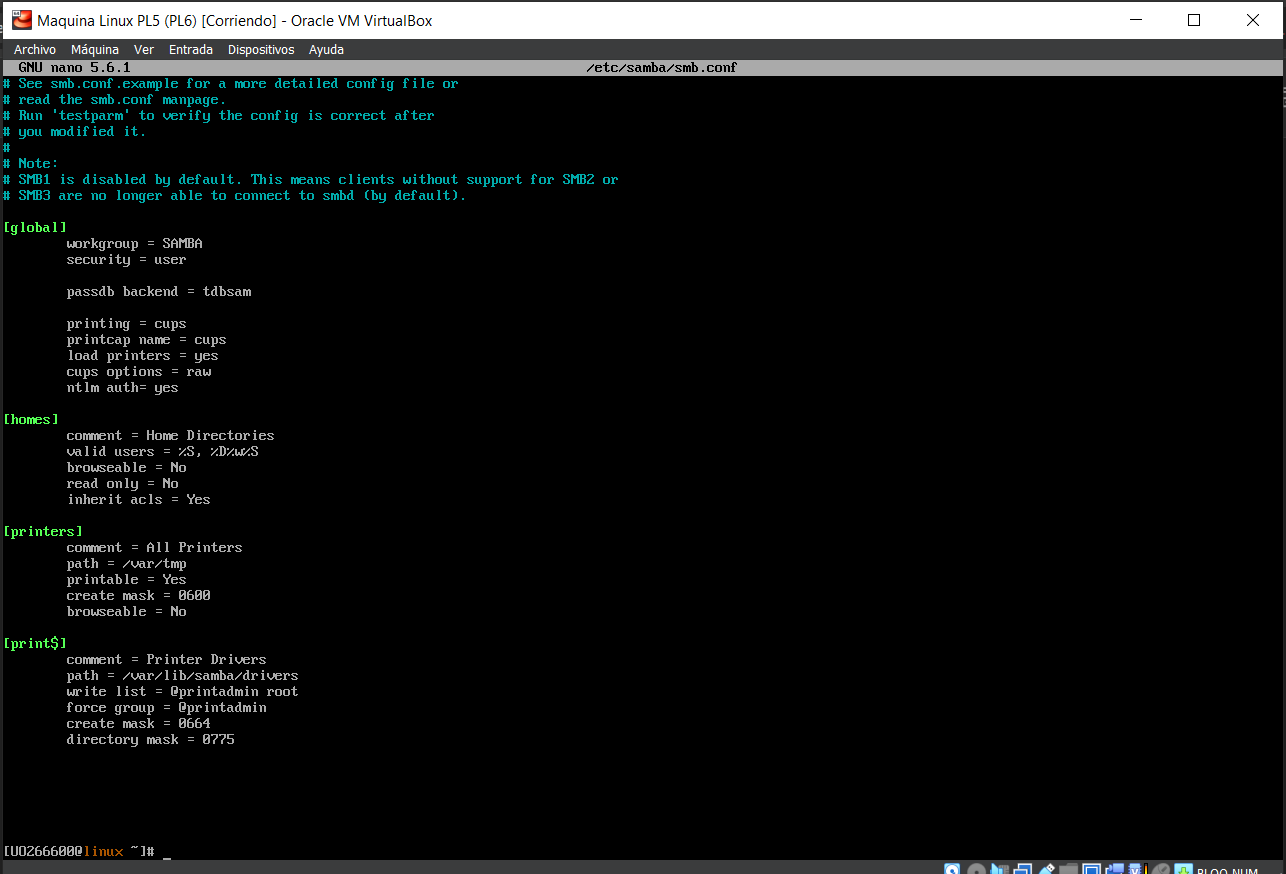 Maquina Linux PL5 (PL6) [Corriendo] - Oracle VM VirtualBox
Archivo Máquina Ver Entrada Dispositivos Ayuda
GNU nano 5.6.1 /etc/samba/smb.conf
# See smb.conf.example for a more detailed config file or
# read the smb.conf manpage.
# Run 'testparm' to verify the config is correct after
# you modified it.
#
# Note:
# SMB1 is disabled by default. This means clients without support for SMB2 or
# SMB3 are no longer able to connect to smbd (by default).
[global]
workgroup = SAMBA
security = user
passdb backend = tdbsam
printing = cups
printcap name = cups
load printers = yes
cups options = raw
ntlm auth= yes
[homes]
comment = Home Directories
valid users = %S, %D%w%S
browseable = No
read only = No
inherit acls = Yes
[printers]
comment = All Printers
path = /var/tmp
printable = Yes
create mask = 0600
browseable = No
[print$]
comment = Printer Drivers
path = /var/lib/samba/drivers
write list = @printadmin root
force group = @printadmin
create mask = 0664
directory mask = 0775
[UO266600@linux ~]# _
BLOQ NUM